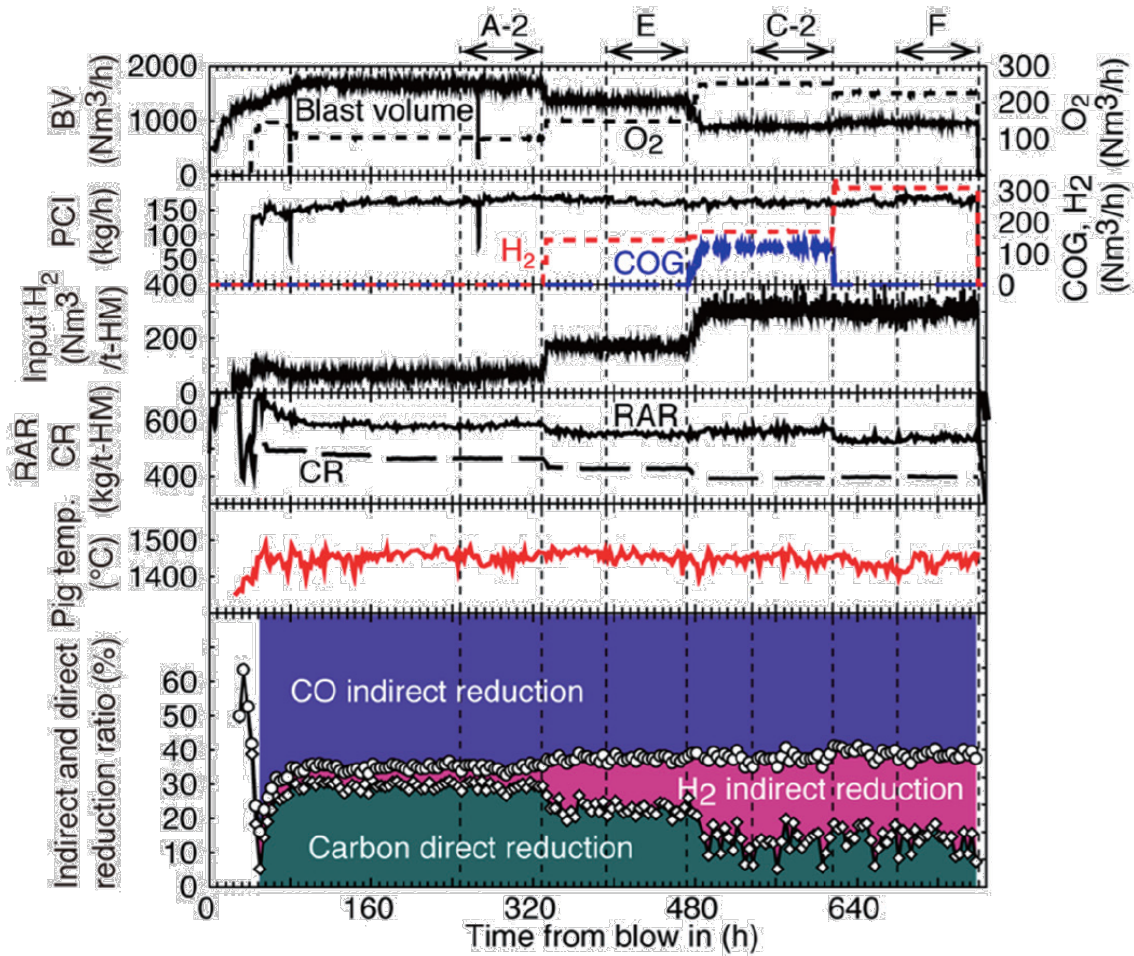 A-2 E C-2 F
BV
(Nm3/h)
2000
1000
0
Blast volume
O2
300
200
100
0
O2
(Nm3/h)
PCI
(kg/h)
150
100
50
400
H2
COG
300
200
100
0
COG, H2
(Nm3/h)
Input H2
(Nm3
/t-HM)
200
0
RAR
CR
(kg/t-HM)
600
400
RAR
CR
Pig temp.
(°C)
1500
1400
Indirect and direct
reduction ratio (%)
60
50
40
30
20
10
0
CO indirect reduction
H2 indirect reduction
Carbon direct reduction
0 160 320 480 640
Time from blow in (h)